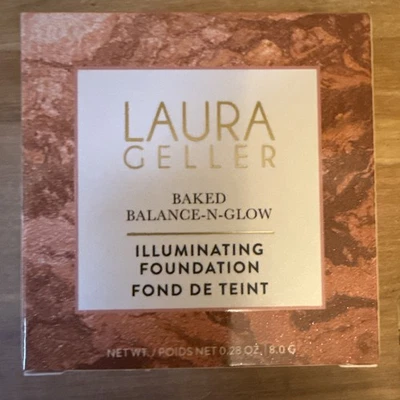 LAURA
GELLER
BAKED
BALANCE-N-GLOW
ILLUMINATING
FOUNDATION
FOND DE TEINT
NET WT. / POIDS NET 0.28 OZ. | 8.0 G